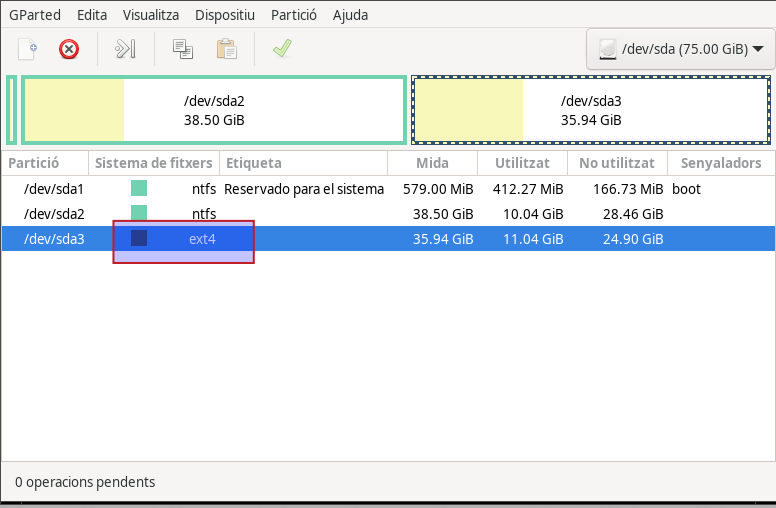 GParted Edita Visualitza Dispositiu Partició Ajuda
/dev/sda (75.00 GiB)
/dev/sda2
38.50 GiB
/dev/sda3
35.94 GiB
Partició Sistema de fitxers Etiqueta Mida Utilitzat No utilitzat Senyaladors
/dev/sda1 ntfs Reservado para el sistema 579.00 MiB 412.27 MiB 166.73 MiB boot
/dev/sda2 ntfs 38.50 GiB 10.04 GiB 28.46 GiB
/dev/sda3 ext4 35.94 GiB 11.04 GiB 24.90 GiB
0 operacions pendents